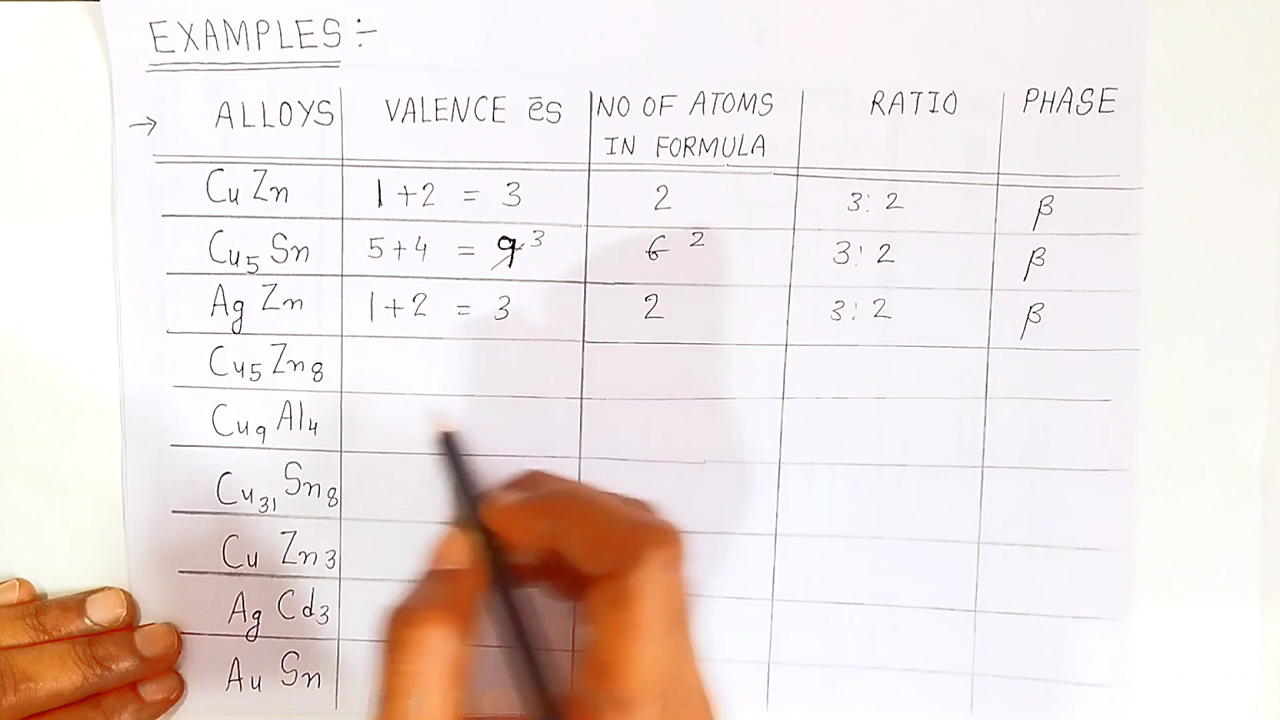 EXAMPLES :-
→ ALLOYS VALENCE ēs NO OF ATOMS IN FORMULA RATIO PHASE
Cu Zn 1+2 = 3 2 3:2 β
Cu₅ Sn 5+4 = 9 3 6 2 3:2 β
Ag Zn 1+2 = 3 2 3:2 β
Cu₅ Zn₈
Cu₉ Al₄
Cu₃₁ Sn₈
Cu Zn₃
Ag Cd₃
Au Sn